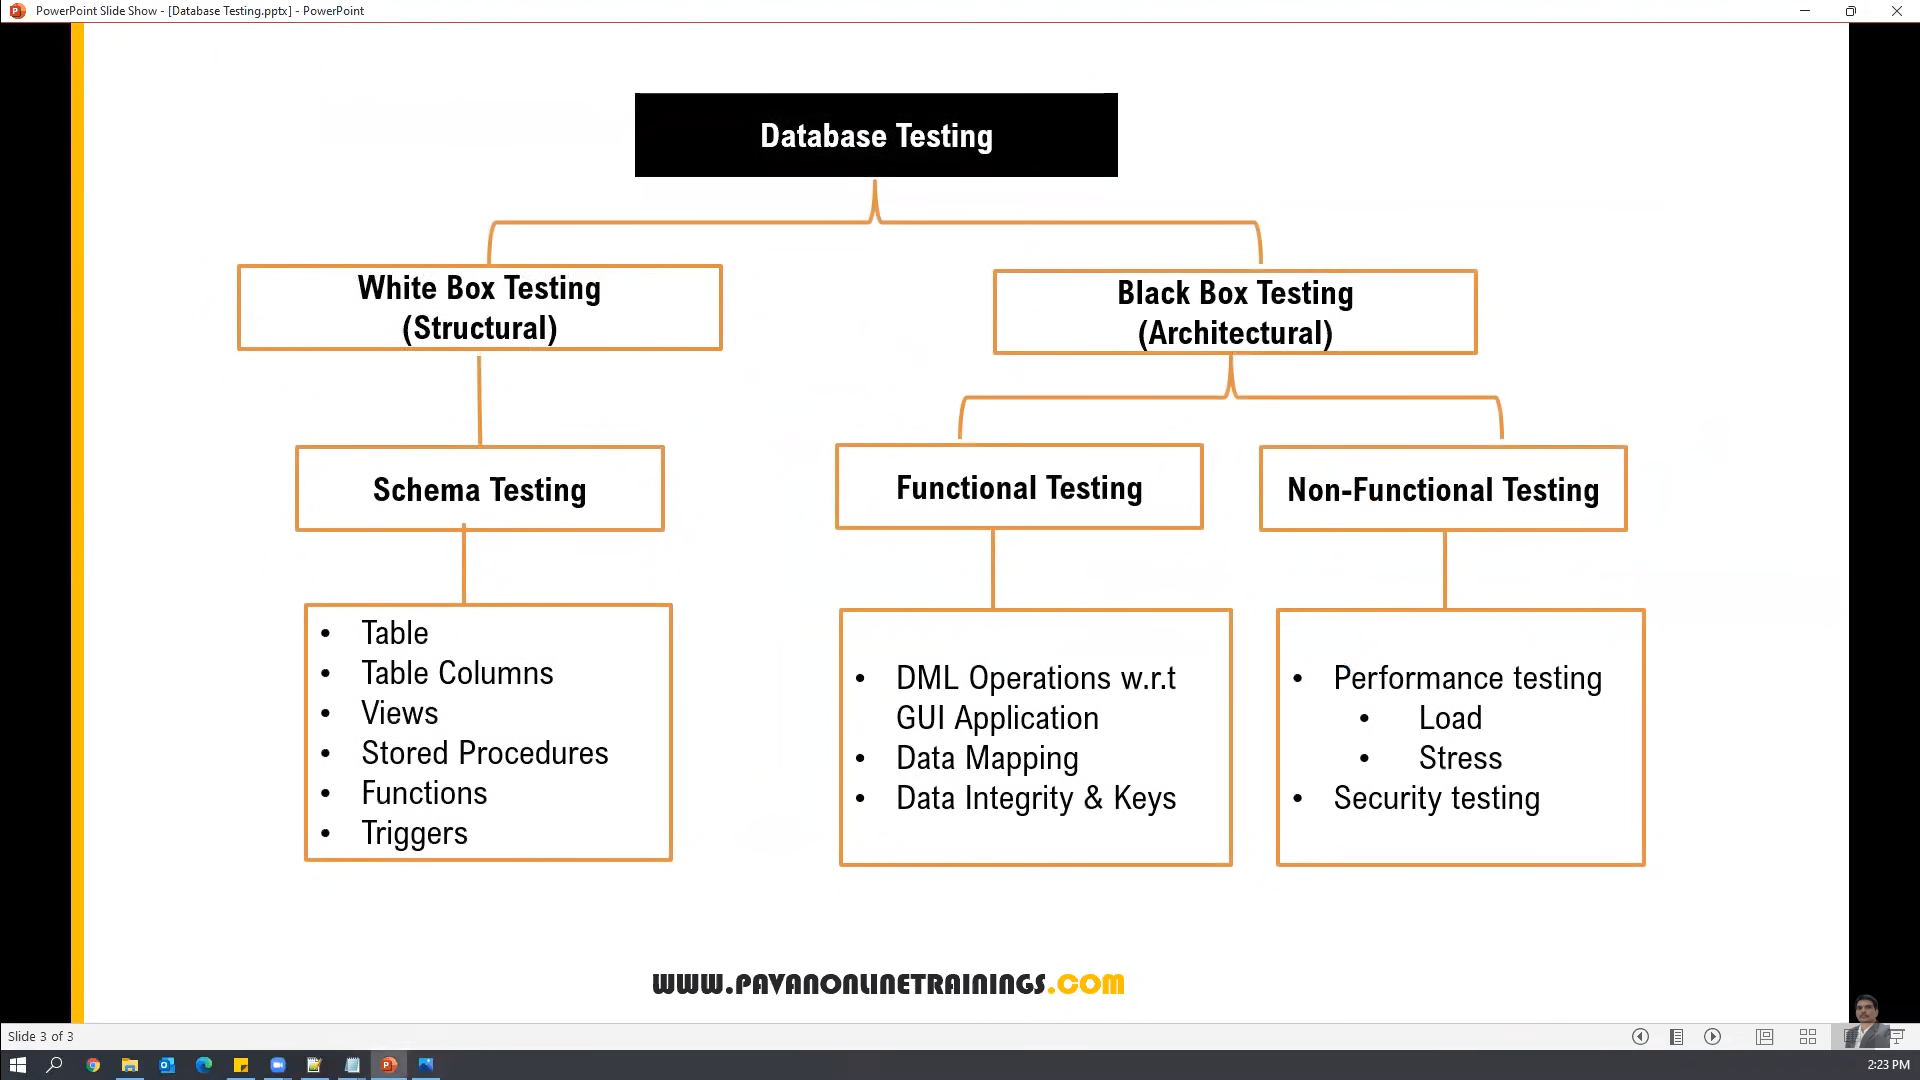 PowerPoint Slide Show - [Database Testing.pptx] - PowerPoint
Database Testing
White Box Testing
(Structural)
Black Box Testing
(Architectural)
Schema Testing
Functional Testing
Non-Functional Testing
• Table
• Table Columns
• Views
• Stored Procedures
• Functions
• Triggers
• DML Operations w.r.t
GUI Application
• Data Mapping
• Data Integrity & Keys
• Performance testing
• Load
• Stress
• Security testing
WWW.PAVANONLINETRAININGS.COM
Slide 3 of 3
2:23 PM